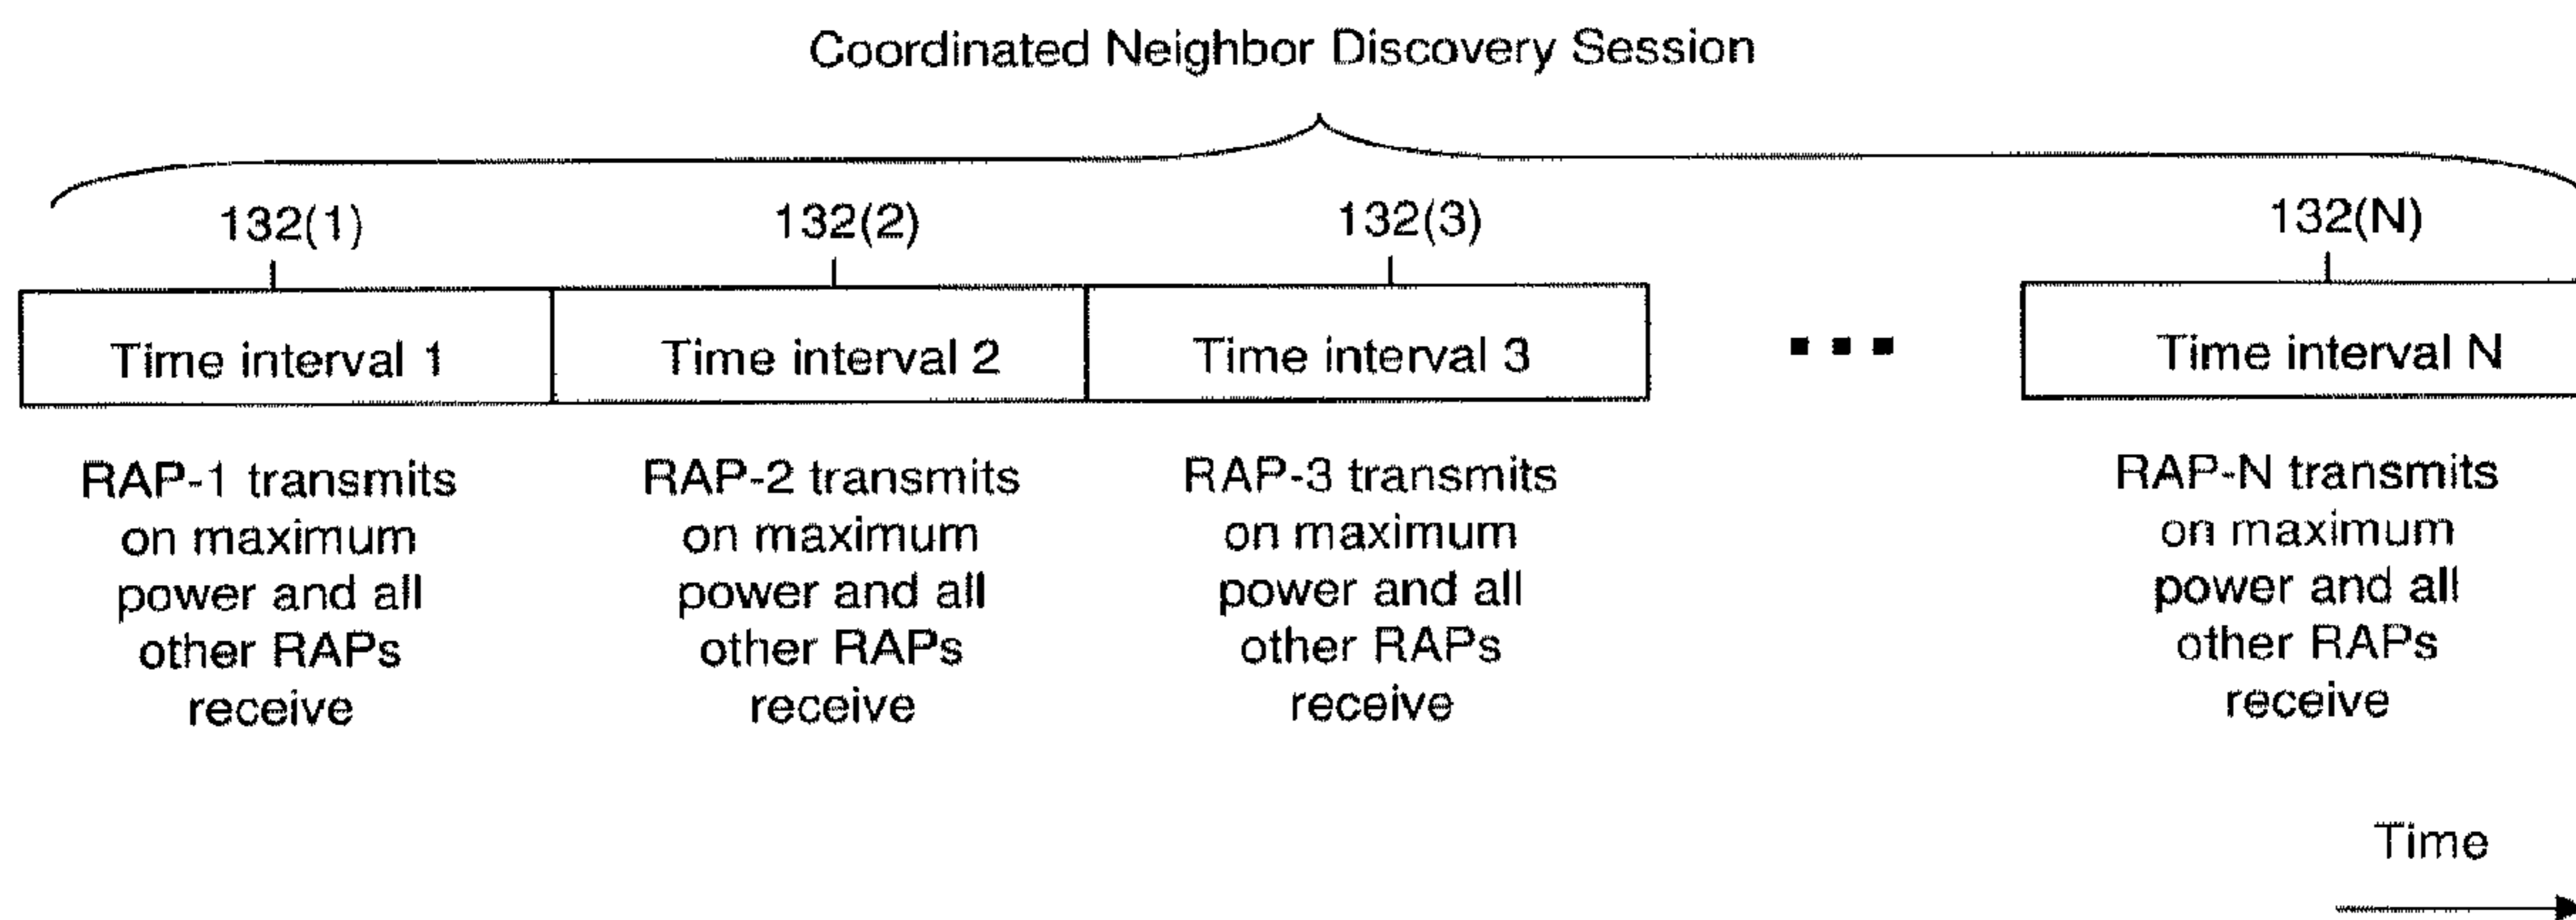 Coordinated Neighbor Discovery Session
132(1)
132(2)
132(3)
132(N)
Time interval 1
Time interval 2
Time interval 3
...
Time interval N
RAP-1 transmits
on maximum
power and all
other RAPs
receive
RAP-2 transmits
on maximum
power and all
other RAPs
receive
RAP-3 transmits
on maximum
power and all
other RAPs
receive
RAP-N transmits
on maximum
power and all
other RAPs
receive
Time